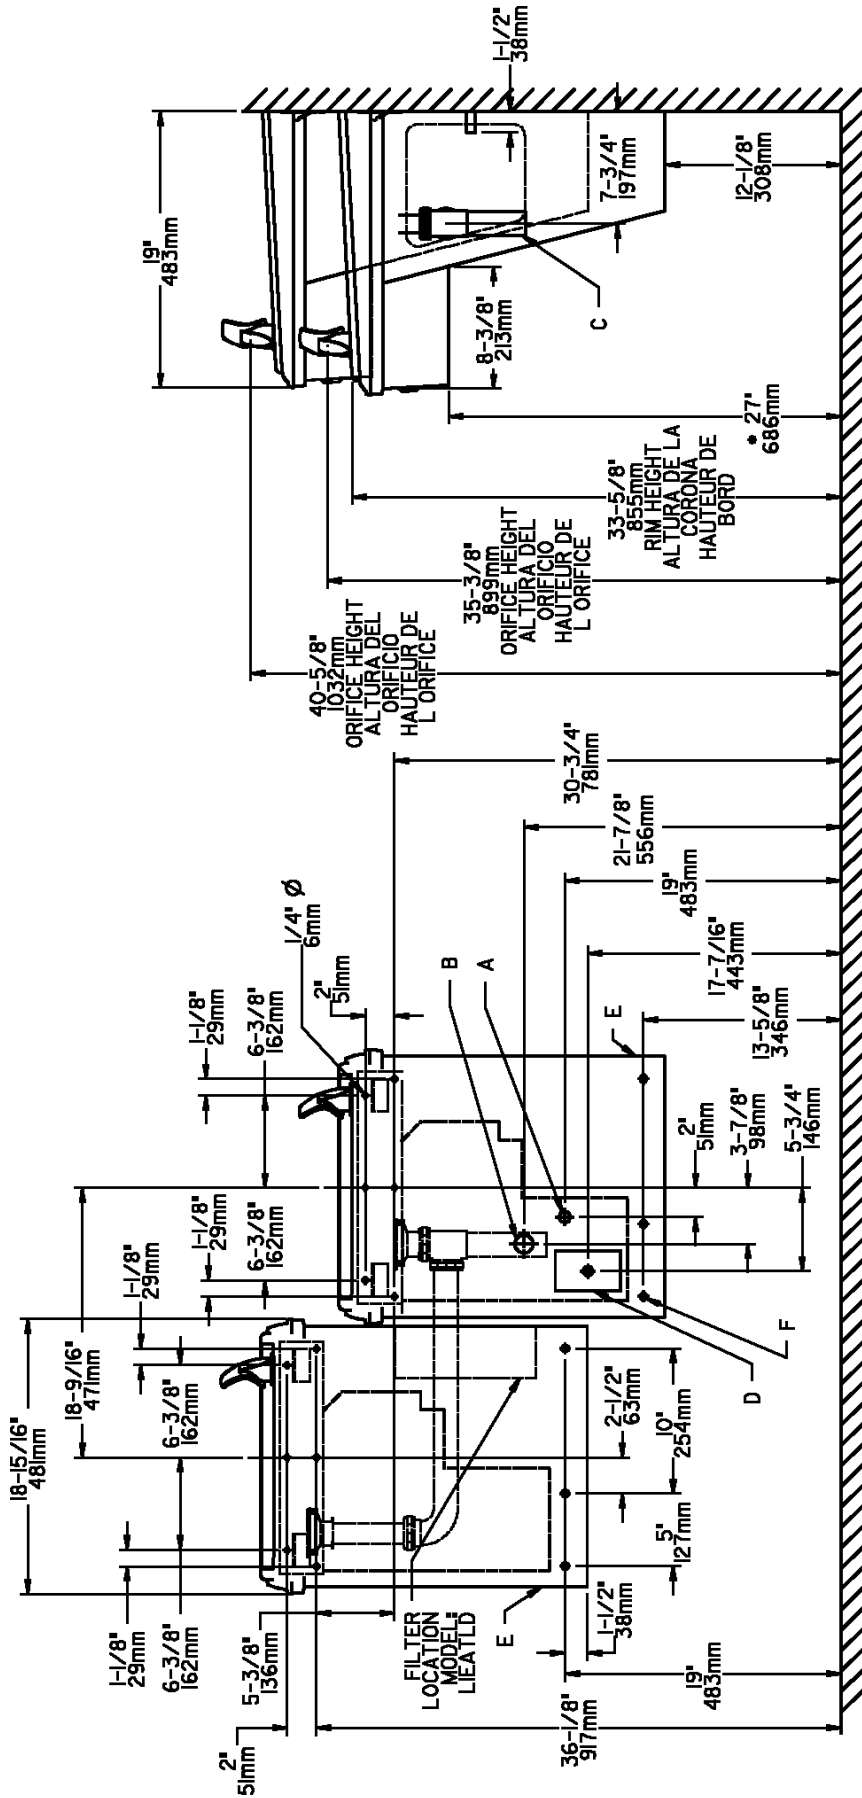 1-1/2"
38mm
19"
483mm
7-3/4"
197mm
12-1/8"
308mm
8-3/8"
213mm
C
* 27"
686mm
33-5/8"
855mm
RIM HEIGHT
ALTURA DE LA
CORONA
HAUTEUR DE
BORD
35-3/8"
899mm
ORIFICE HEIGHT
ALTURA DEL
ORIFICIO
HAUTEUR DE
L ORIFICE
40-5/8"
1032mm
ORIFICE HEIGHT
ALTURA DEL
ORIFICIO
HAUTEUR DE
L ORIFICE
30-3/4"
781mm
21-7/8"
556mm
19"
483mm
17-7/16"
443mm
13-5/8"
346mm
1/4" Ø
6mm
2"
51mm
1-1/8"
29mm
6-3/8"
162mm
B
A
E
2"
51mm
3-7/8"
98mm
5-3/4"
146mm
1-1/8"
29mm
6-3/8"
162mm
1-1/8"
29mm
18-9/16"
471mm
6-3/8"
162mm
18-15/16"
481mm
F
D
2-1/2"
63mm
10"
254mm
5"
127mm
1-1/2"
38mm
FILTER
LOCATION
MODEL:
LIEATLD
E
1-1/8"
29mm
6-3/8"
162mm
5-3/8"
136mm
2"
51mm
36-1/8"
917mm
19"
483mm